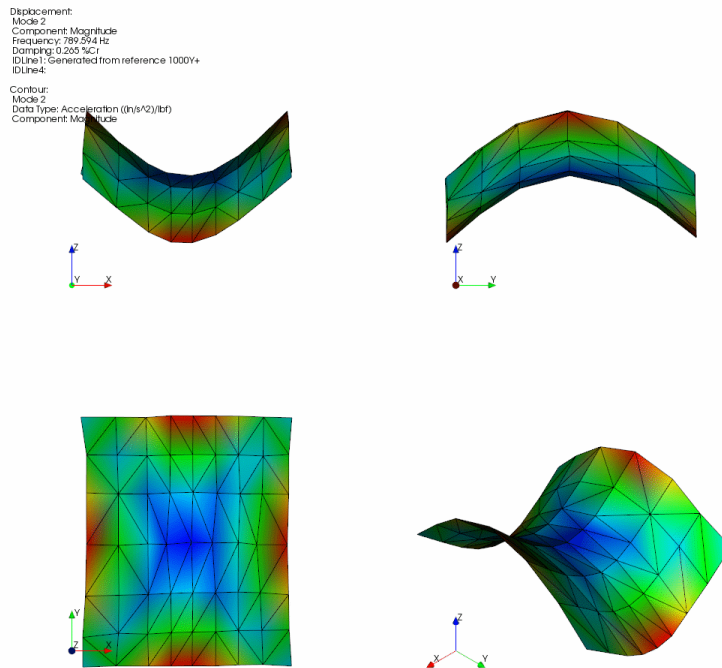 Displacement:
Mode 2
Component: Magnitude
Frequency: 789.594 Hz
Damping: 0.265 %Cr
IDLine1: Generated from reference 1000Y+
IDLine4:
Contour:
Mode 2
Data Type: Acceleration ((in/s^2)/lbf)
Component: Magnitude
Z
Y
X
Z
X
Y
Y
Z
X
Z
X
Y